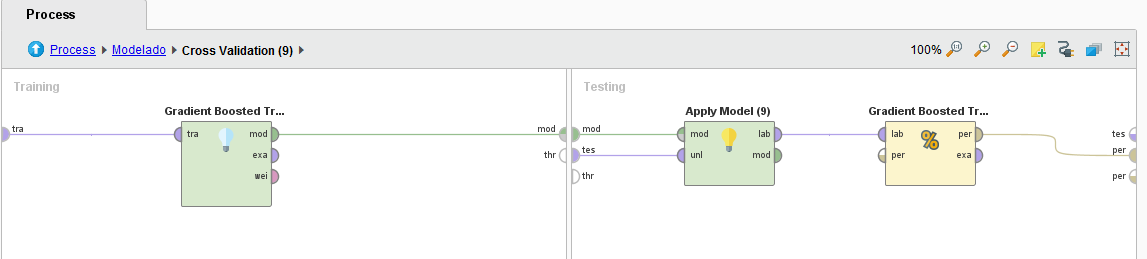 Process
Process Modelado Cross Validation (9)
100%
Training
Testing
Gradient Boosted Tr...
Apply Model (9)
Gradient Boosted Tr...
tra
tra
mod
exa
wei
mod
thr
mod
tes
thr
mod
unl
lab
mod
lab
per
per
exa
tes
per
per
%